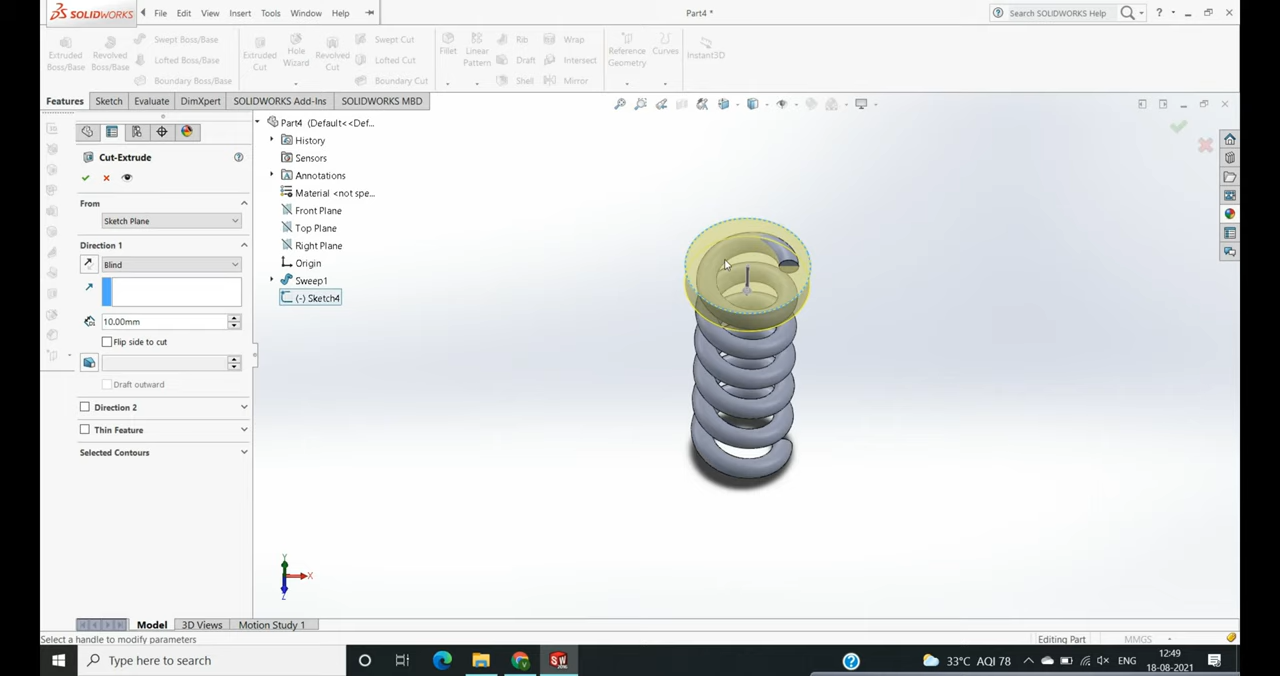 SOLIDWORKS File Edit View Insert Tools Window Help Part4 * Search SOLIDWORKS Help ?
Extruded Boss/Base
Revolved Boss/Base
Swept Boss/Base
Lofted Boss/Base
Boundary Boss/Base
Extruded Cut
Hole Wizard
Revolved Cut
Swept Cut
Lofted Cut
Boundary Cut
Fillet
Linear Pattern
Rib
Draft
Shell
Wrap
Intersect
Mirror
Reference Geometry
Curves
Instant3D
Features Sketch Evaluate DimXpert SOLIDWORKS Add-Ins SOLIDWORKS MBD
Cut-Extrude ?
From
Sketch Plane
Direction 1
Blind
10.00mm
Flip side to cut
Draft outward
Direction 2
Thin Feature
Selected Contours
Part4 (Default<<Def...
History
Sensors
Annotations
Material <not spe...
Front Plane
Top Plane
Right Plane
Origin
Sweep1
(-) Sketch4
Y
X
Z
Model 3D Views Motion Study 1
Select a handle to modify parameters Editing Part MMGS
Type here to search
SW
33°C AQI 78 ENG 12:49
18-08-2021